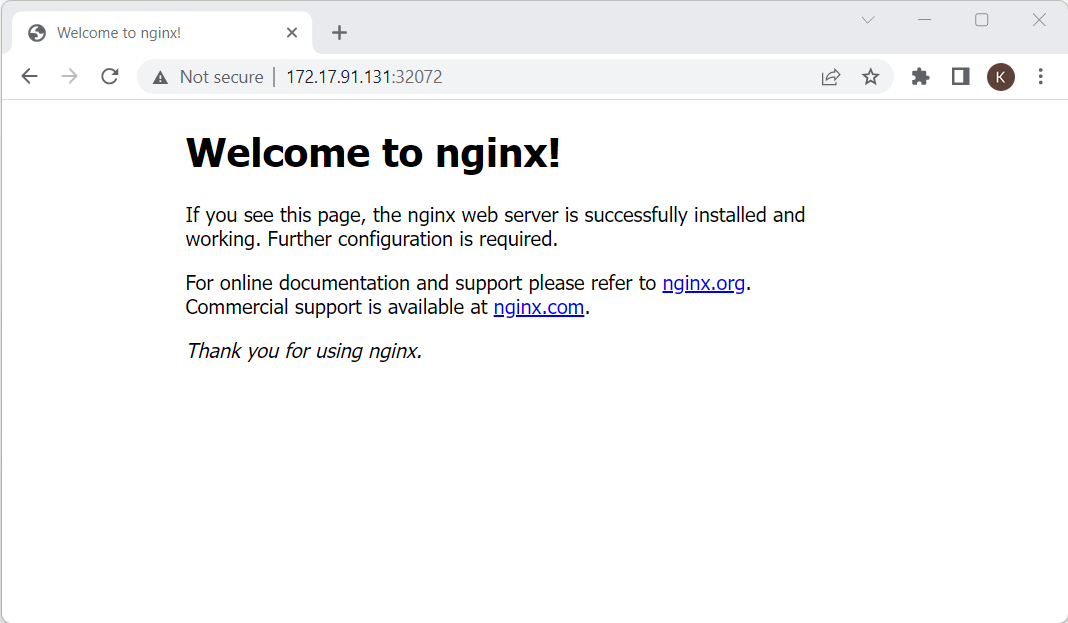 Welcome to nginx!
Not secure | 172.17.91.131:32072
K
Welcome to nginx!
If you see this page, the nginx web server is successfully installed and
working. Further configuration is required.
For online documentation and support please refer to nginx.org.
Commercial support is available at nginx.com.
Thank you for using nginx.